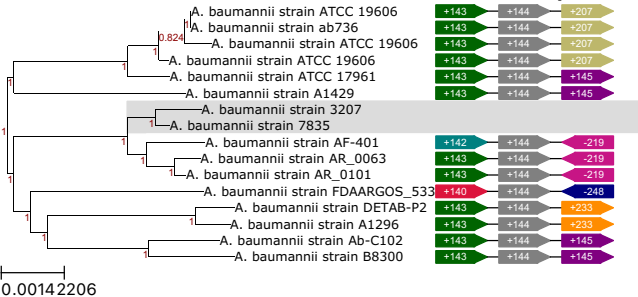 A. baumannii strain ATCC 19606 +143 +144 +207
A. baumannii strain ab736 +143 +144 +207
0.824 A. baumannii strain ATCC 19606 +143 +144 +207
1 A. baumannii strain ATCC 19606 +143 +144 +207
1 A. baumannii strain ATCC 17961 +143 +144 +145
1 A. baumannii strain A1429 +143 +144 +145
A. baumannii strain 3207
1 1 A. baumannii strain 7835
1 A. baumannii strain AF-401 +142 +144 -219
1 A. baumannii strain AR_0063 +143 +144 -219
1 1 A. baumannii strain AR_0101 +143 +144 -219
A. baumannii strain FDAARGOS_533 +140 +144 -248
1 A. baumannii strain DETAB-P2 +143 +144 +233
1 A. baumannii strain A1296 +143 +144 +233
1 A. baumannii strain Ab-C102 +143 +144 +145
1 A. baumannii strain B8300 +143 +144 +145
0.00142206